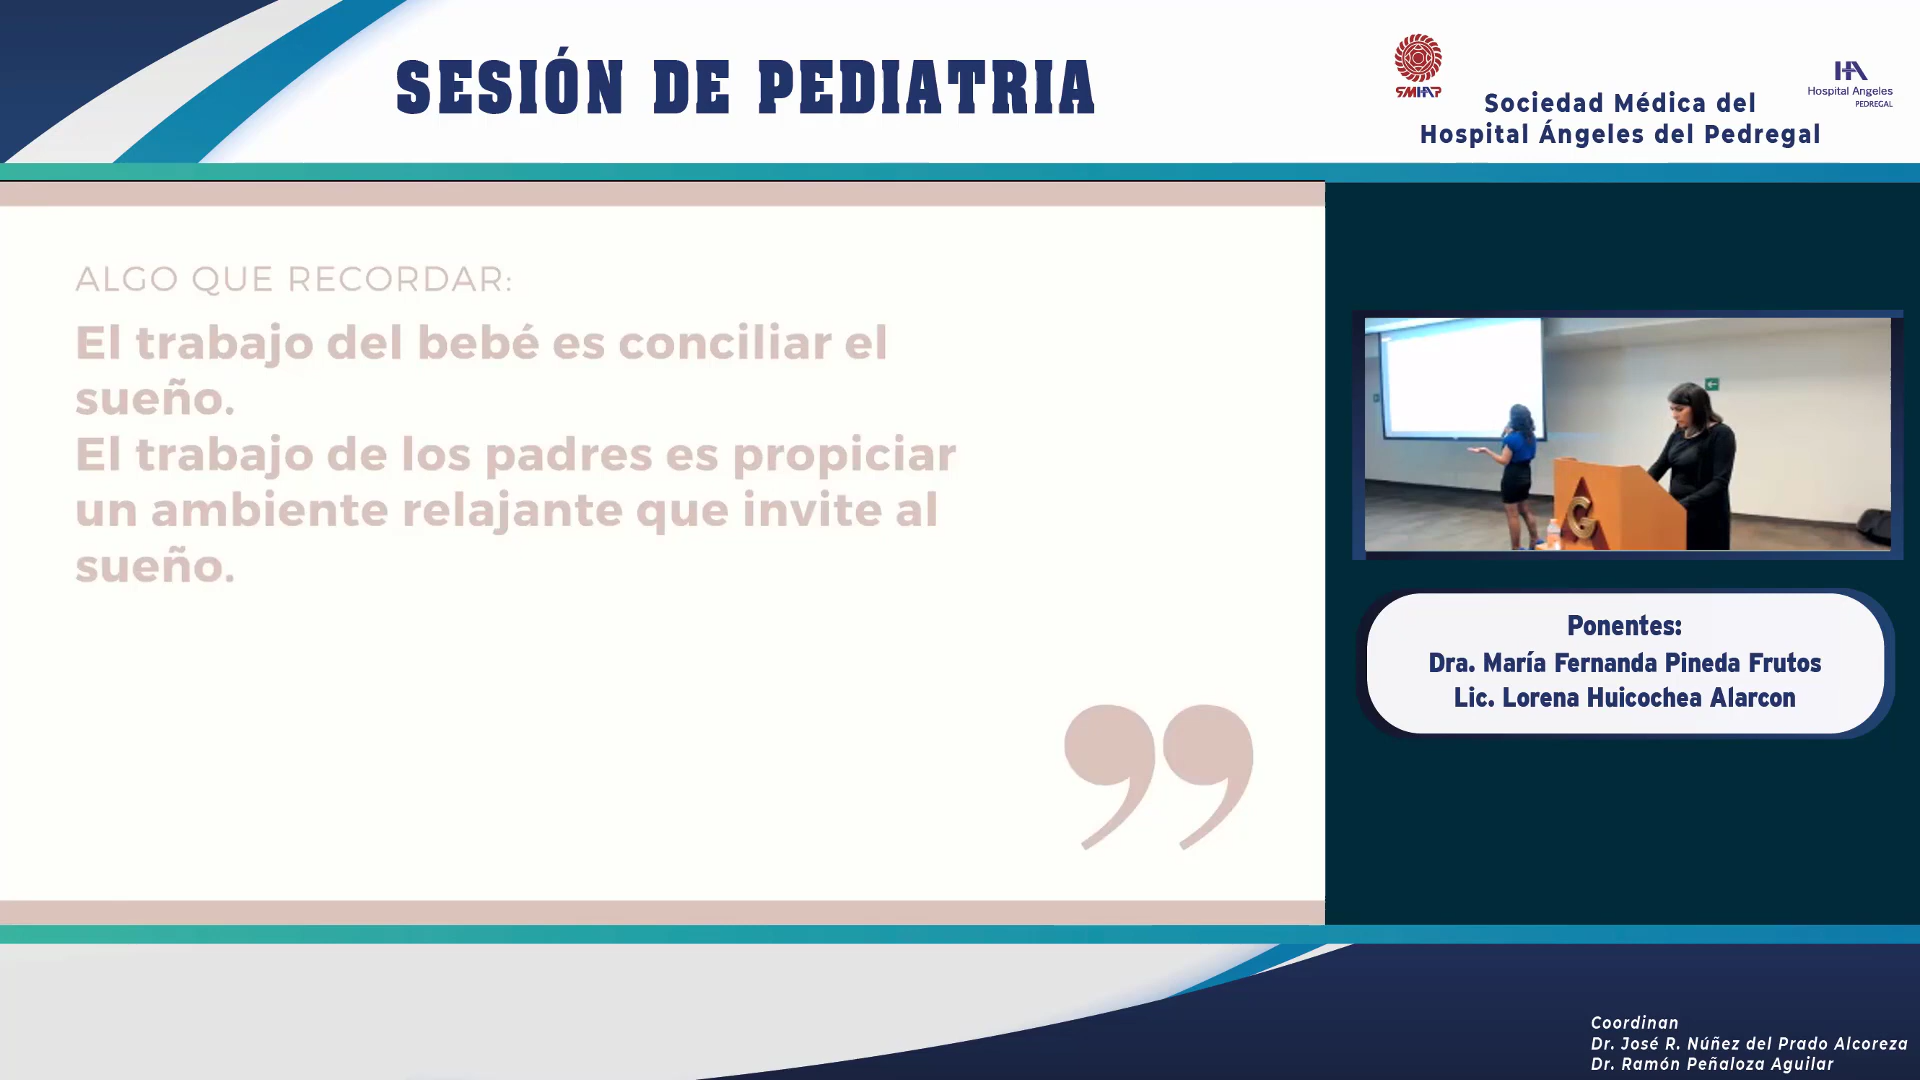 SESIÓN DE PEDIATRIA
SMHAP
Sociedad Médica del
Hospital Ángeles del Pedregal
HA
Hospital Angeles
PEDREGAL
ALGO QUE RECORDAR:
El trabajo del bebé es conciliar el
sueño.
El trabajo de los padres es propiciar
un ambiente relajante que invite al
sueño.
Ponentes:
Dra. María Fernanda Pineda Frutos
Lic. Lorena Huicochea Alarcon
Coordinan
Dr. José R. Núñez del Prado Alcoreza
Dr. Ramón Peñaloza Aguilar